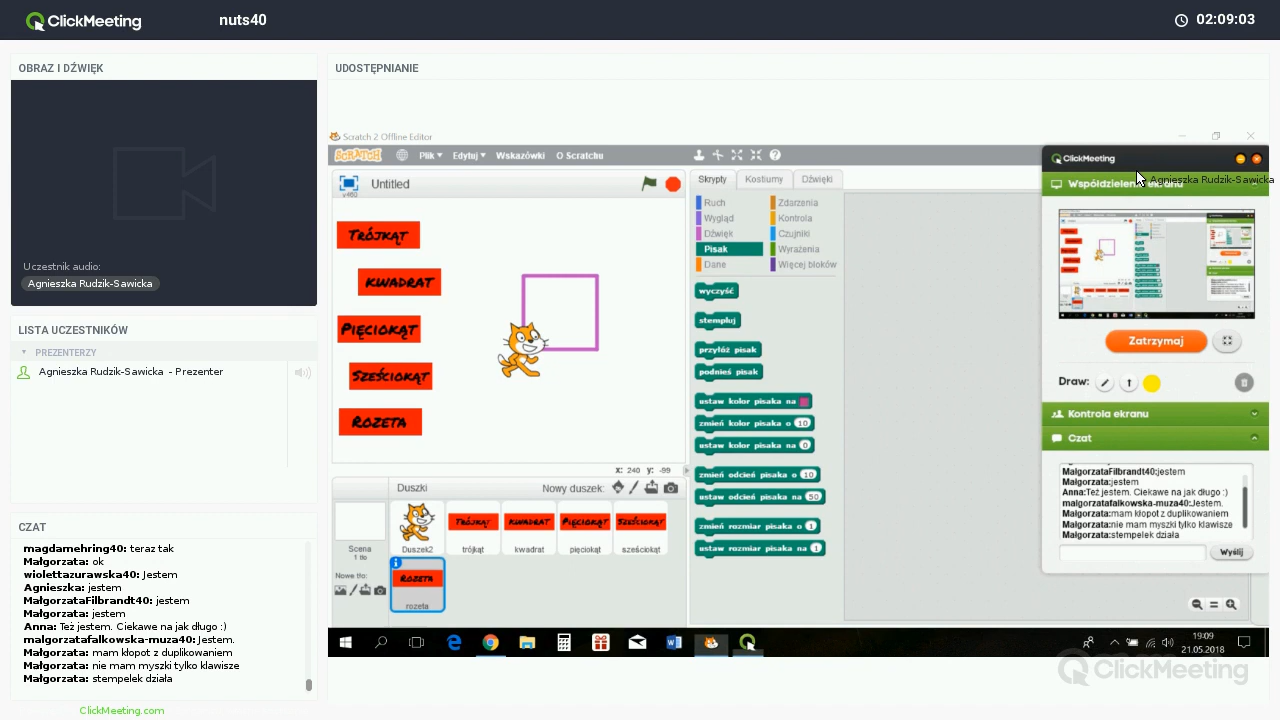 ClickMeeting
nuts40
02:09:03
OBRAZ I DŹWIĘK
UDOSTĘPNIANIE
Uczestnik audio:
Agnieszka Rudzik-Sawicka
LISTA UCZESTNIKÓW
PREZENTERZY
Agnieszka Rudzik-Sawicka - Prezenter
CZAT
magdamehring40: teraz tak
Małgorzata: ok
wiolettazurawska40: Jestem
Agnieszka: jestem
MałgorzataFilbrandt40: jestem
Małgorzata: jestem
Anna: Też jestem. Ciekawe na jak długo :)
malgorzatafalkowska-muza40: Jestem.
Małgorzata: mam kłopot z duplikowaniem
Małgorzata: nie mam myszki tylko klawisze
Małgorzata: stempelek działa
ClickMeeting.com
Scratch 2 Offline Editor
SCRATCH
Plik
Edytuj
Wskazówki
O Scratchu
Untitled
v460
TRÓJKĄT
KWADRAT
PIĘCIOKĄT
SZEŚCIOKĄT
ROZETA
x: 240 y: -99
Duszki
Nowy duszek:
Scena
1 tło
Nowe tło:
Duszek2
TRÓJKĄT
trójkąt
KWADRAT
kwadrat
PIĘCIOKĄT
pięciokąt
SZEŚCIOKĄT
sześciokąt
ROZETA
rozeta
Skrypty
Kostiumy
Dźwięki
Ruch
Wygląd
Dźwięk
Pisak
Dane
Zdarzenia
Kontrola
Czujniki
Wyrażenia
Więcej bloków
wyczyść
stempluj
przyłóż pisak
podnieś pisak
ustaw kolor pisaka na
zmień kolor pisaka o 10
ustaw kolor pisaka na 0
zmień odcień pisaka o 10
ustaw odcień pisaka na 50
zmień rozmiar pisaka o 1
ustaw rozmiar pisaka na 1
ClickMeeting
Agnieszka Rudzik-Sawicka
Współdzielenie ekranu
Zatrzymaj
Draw:
Kontrola ekranu
Czat
MałgorzataFilbrandt40:jestem
Małgorzata:jestem
Anna:Też jestem. Ciekawe na jak długo :)
malgorzatafalkowska-muza40:Jestem.
Małgorzata:mam kłopot z duplikowaniem
Małgorzata:nie mam myszki tylko klawisze
Małgorzata:stempelek działa
Wyślij
19:09
21.05.2018
ClickMeeting